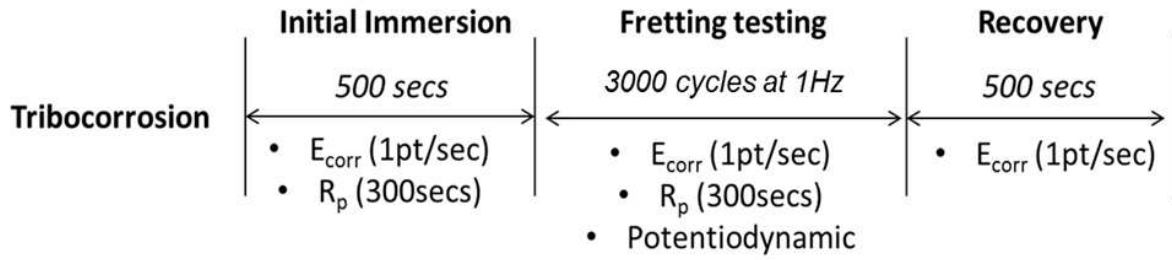 Initial Immersion Fretting testing Recovery
500 secs 3000 cycles at 1Hz 500 secs
Tribocorrosion
• E_corr (1pt/sec) • E_corr (1pt/sec) • E_corr (1pt/sec)
• R_p (300secs) • R_p (300secs)
• Potentiodynamic